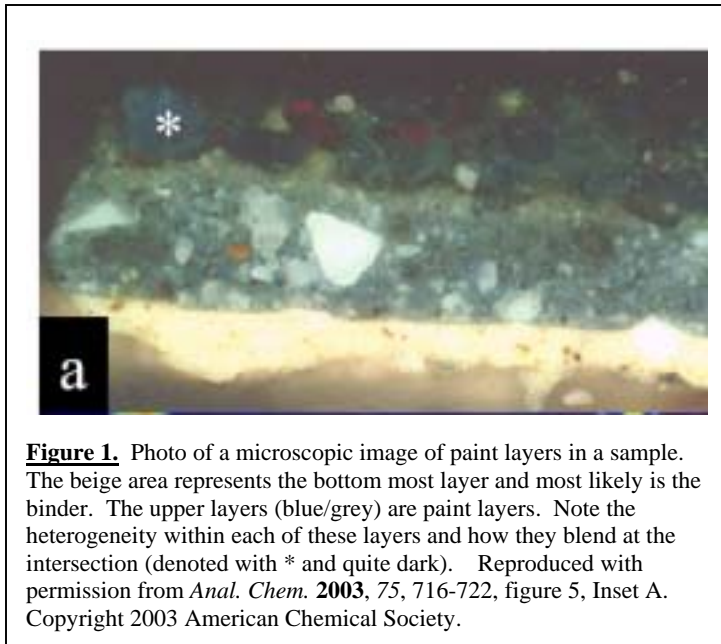 *
a
Figure 1. Photo of a microscopic image of paint layers in a sample.
The beige area represents the bottom most layer and most likely is the
binder. The upper layers (blue/grey) are paint layers. Note the
heterogeneity within each of these layers and how they blend at the
intersection (denoted with * and quite dark). Reproduced with
permission from Anal. Chem. 2003, 75, 716-722, figure 5, Inset A.
Copyright 2003 American Chemical Society.